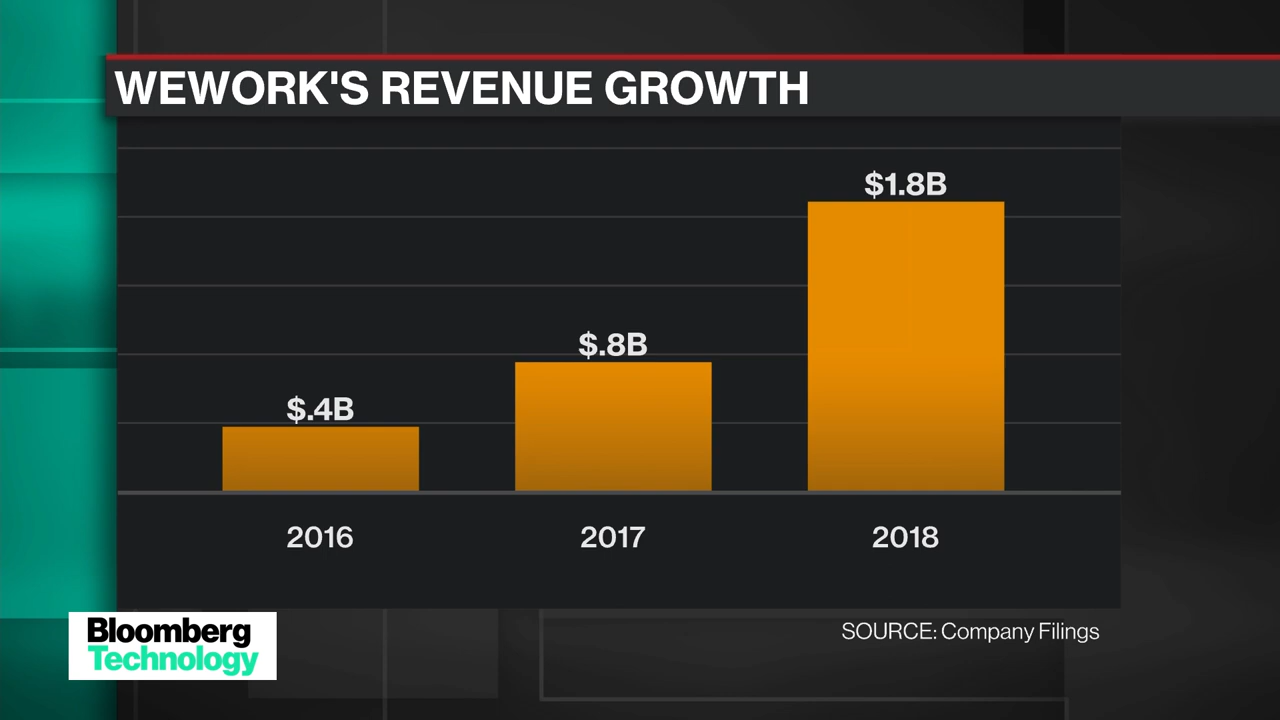 WEWORK'S REVENUE GROWTH
$1.8B
$.8B
$.4B
2016 2017 2018
SOURCE: Company Filings
Bloomberg
Technology